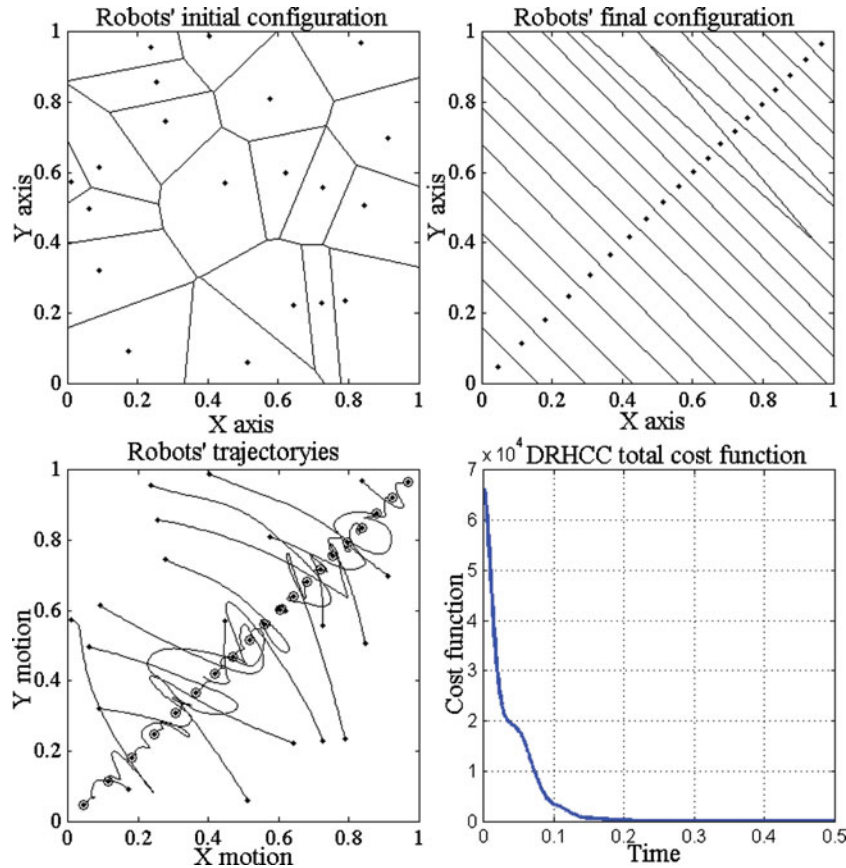 Robots' initial configuration
1
0.8
0.6
0.4
0.2
0
Y axis
0 0.2 0.4 0.6 0.8 1
X axis
Robots' final configuration
1
0.8
0.6
0.4
0.2
0
Y axis
0 0.2 0.4 0.6 0.8 1
X axis
Robots' trajectoryies
1
0.8
0.6
0.4
0.2
0
Y motion
0 0.2 0.4 0.6 0.8 1
X motion
x 10^4 DRHCC total cost function
7
6
5
4
3
2
1
0
Cost function
0 0.1 0.2 0.3 0.4 0.5
Time